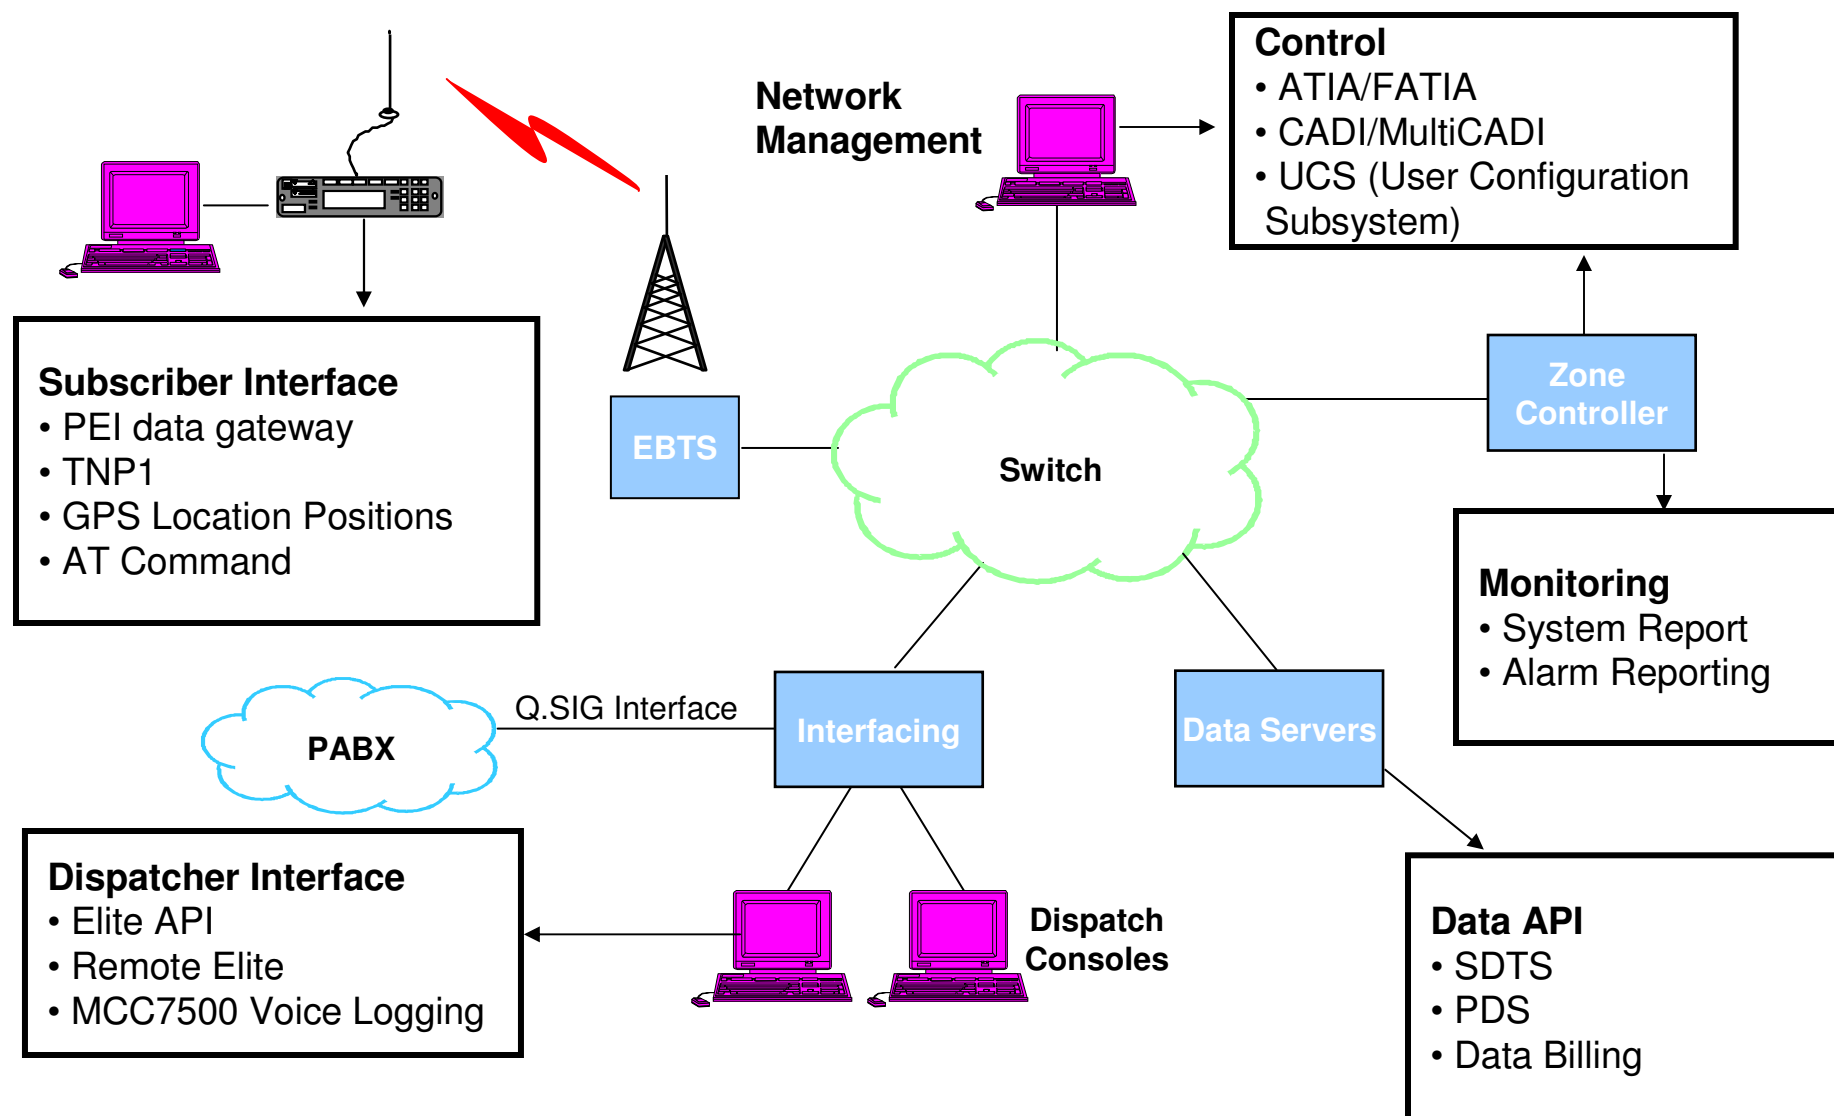 Network
Management
Control
• ATIA/FATIA
• CADI/MultiCADI
• UCS (User Configuration
Subsystem)
Subscriber Interface
• PEI data gateway
• TNP1
• GPS Location Positions
• AT Command
EBTS
Switch
Zone
Controller
Monitoring
• System Report
• Alarm Reporting
PABX
Q.SIG Interface
Interfacing
Data Servers
Dispatcher Interface
• Elite API
• Remote Elite
• MCC7500 Voice Logging
Dispatch
Consoles
Data API
• SDTS
• PDS
• Data Billing